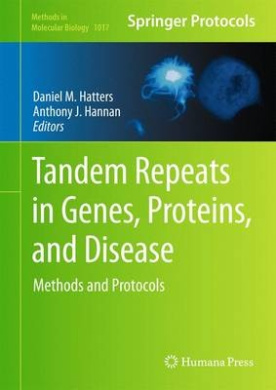 Methods in
Molecular Biology 1017
Springer Protocols
Daniel M. Hatters
Anthony J. Hannan
Editors
Tandem Repeats
in Genes, Proteins,
and Disease
Methods and Protocols
Humana Press